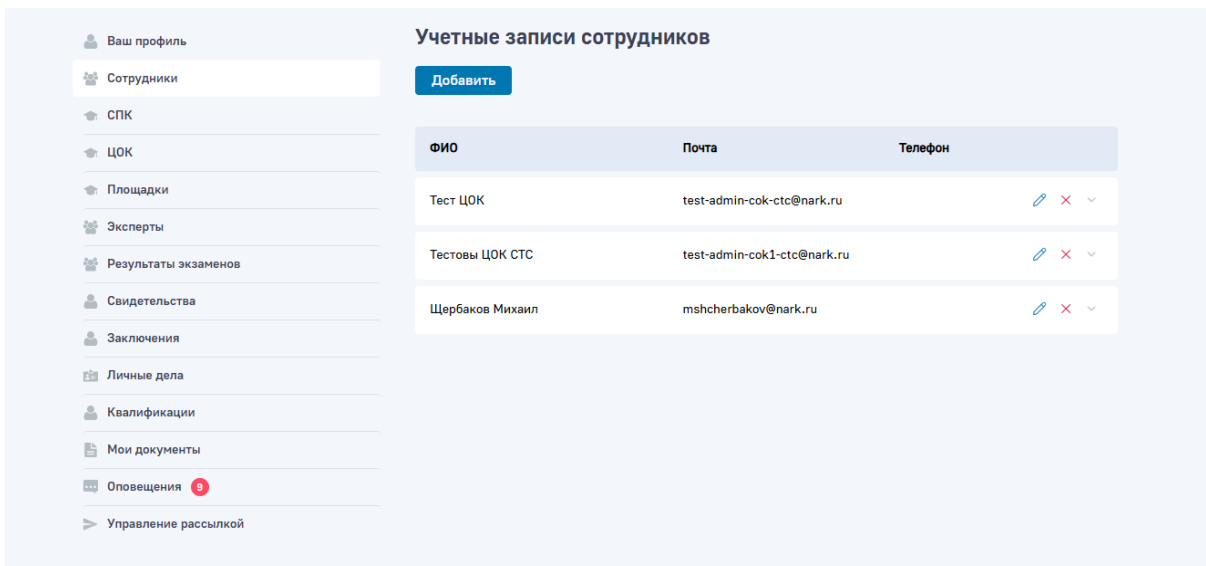 Ваш профиль
Сотрудники
СПК
ЦОК
Площадки
Эксперты
Результаты экзаменов
Свидетельства
Заключения
Личные дела
Квалификации
Мои документы
Оповещения 9
Управление рассылкой
Учетные записи сотрудников
Добавить
ФИО Почта Телефон
Тест ЦОК test-admin-cok-ctc@nark.ru
Тестовы ЦОК СТС test-admin-cok1-ctc@nark.ru
Щербаков Михаил mshcherbakov@nark.ru